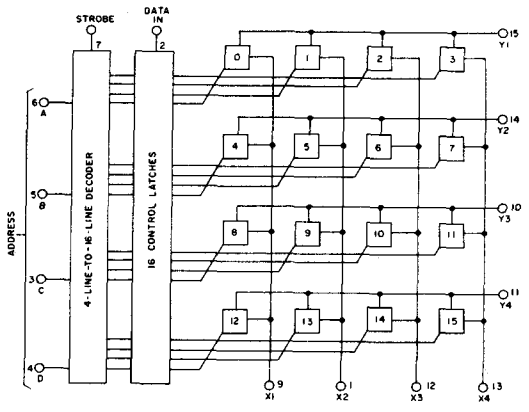 STROBE
7
DATA
IN
2
15
Y1
0
1
2
3
6
A
14
Y2
4
5
6
7
5
B
ADDRESS
4-LINE-TO-16-LINE DECODER
16 CONTROL LATCHES
10
Y3
8
9
10
11
3
C
11
Y4
12
13
14
15
4
D
9
X1
1
X2
12
X3
13
X4